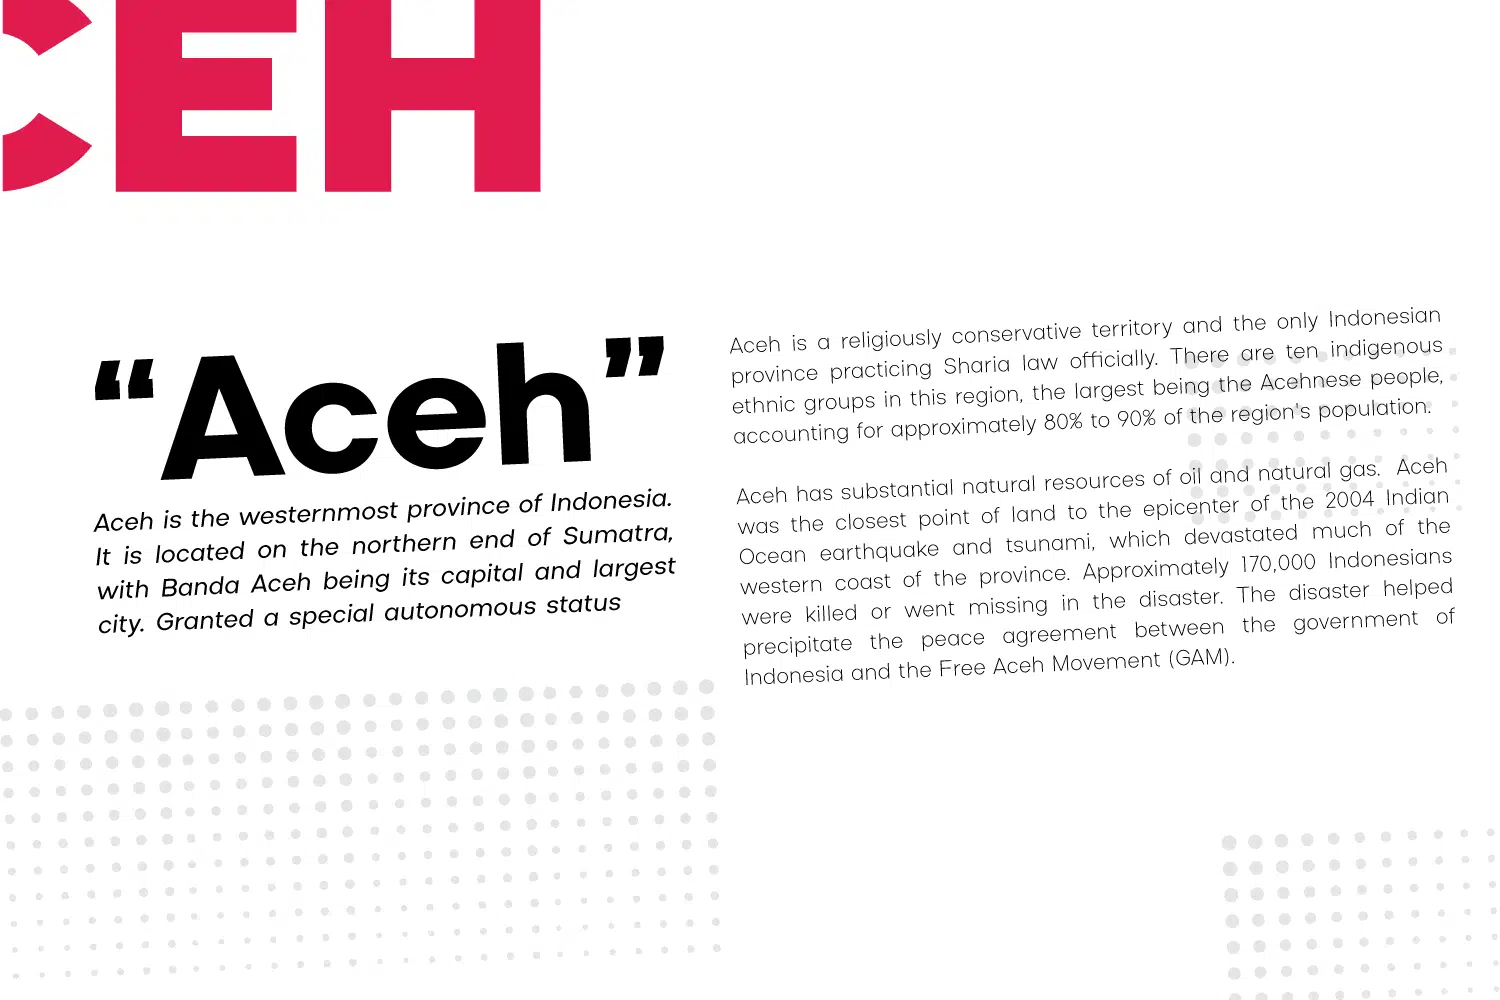 CEH
“Aceh”
Aceh is the westernmost province of Indonesia.
It is located on the northern end of Sumatra,
with Banda Aceh being its capital and largest
city. Granted a special autonomous status
Aceh is a religiously conservative territory and the only Indonesian
province practicing Sharia law officially. There are ten indigenous
ethnic groups in this region, the largest being the Acehnese people,
accounting for approximately 80% to 90% of the region's population.
Aceh has substantial natural resources of oil and natural gas. Aceh
was the closest point of land to the epicenter of the 2004 Indian
Ocean earthquake and tsunami, which devastated much of the
western coast of the province. Approximately 170,000 Indonesians
were killed or went missing in the disaster. The disaster helped
precipitate the peace agreement between the government of
Indonesia and the Free Aceh Movement (GAM).